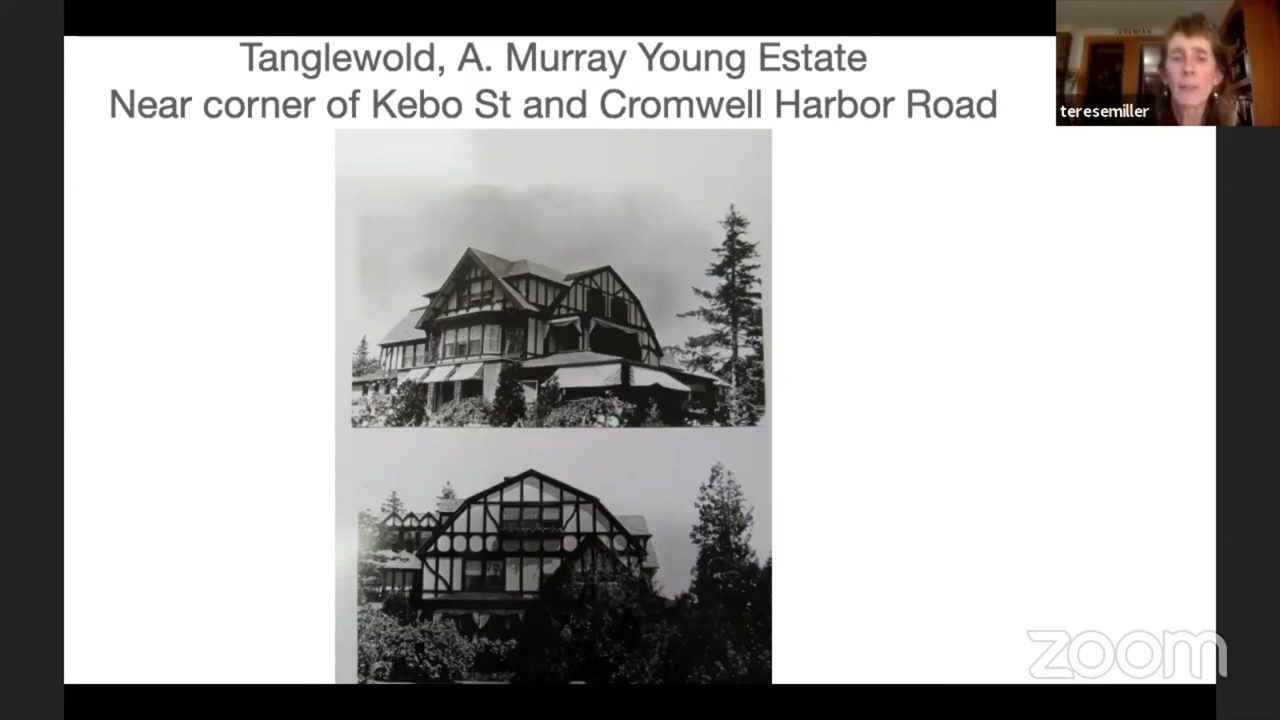 Tanglewold, A. Murray Young Estate
Near corner of Kebo St and Cromwell Harbor Road
teresemiller
zoom